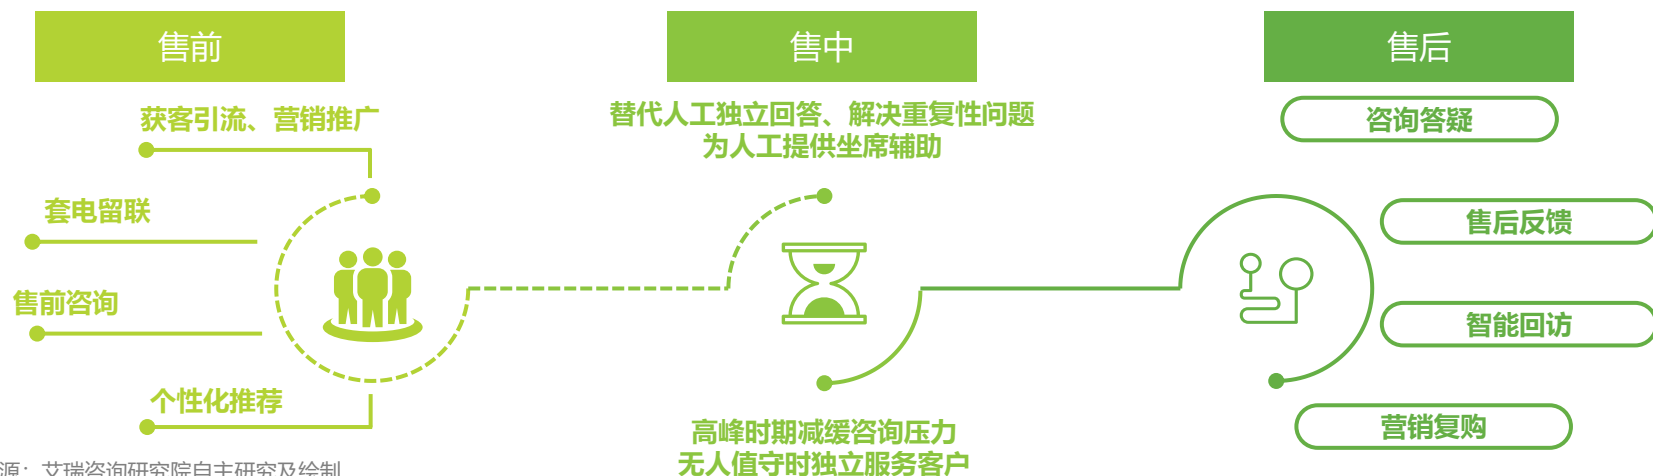 售前
售中
售后
获客引流、营销推广
套电留联
售前咨询
个性化推荐
替代人工独立回答、解决重复性问题
为人工提供坐席辅助
高峰时期减缓咨询压力
无人值守时独立服务客户
咨询答疑
售后反馈
智能回访
营销复购
源：艾瑞咨询研究院自主研究及绘制